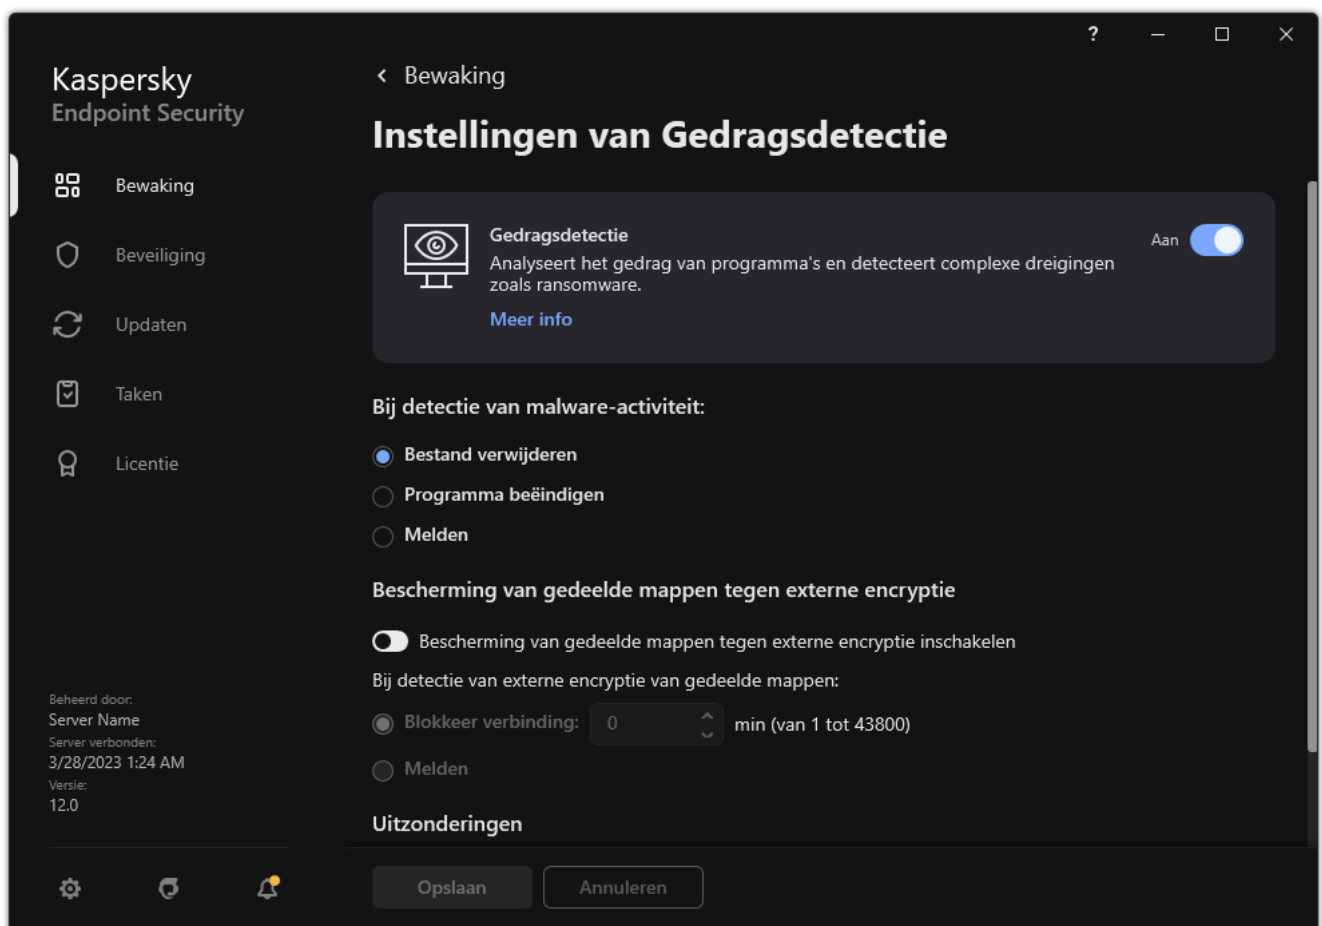 ?
Kaspersky
Endpoint Security
Bewaking
Beveiliging
Updaten
Taken
Licentie
Beheerd door:
Server Name
Server verbonden:
3/28/2023 1:24 AM
Versie:
12.0
Bewaking
Instellingen van Gedragsdetectie
Gedragsdetectie
Analyseert het gedrag van programma's en detecteert complexe dreigingen
zoals ransomware.
Meer info
Aan
Bij detectie van malware-activiteit:
Bestand verwijderen
Programma beëindigen
Melden
Bescherming van gedeelde mappen tegen externe encryptie
Bescherming van gedeelde mappen tegen externe encryptie inschakelen
Bij detectie van externe encryptie van gedeelde mappen:
Blokkeer verbinding: 0 min (van 1 tot 43800)
Melden
Uitzonderingen
Opslaan Annuleren